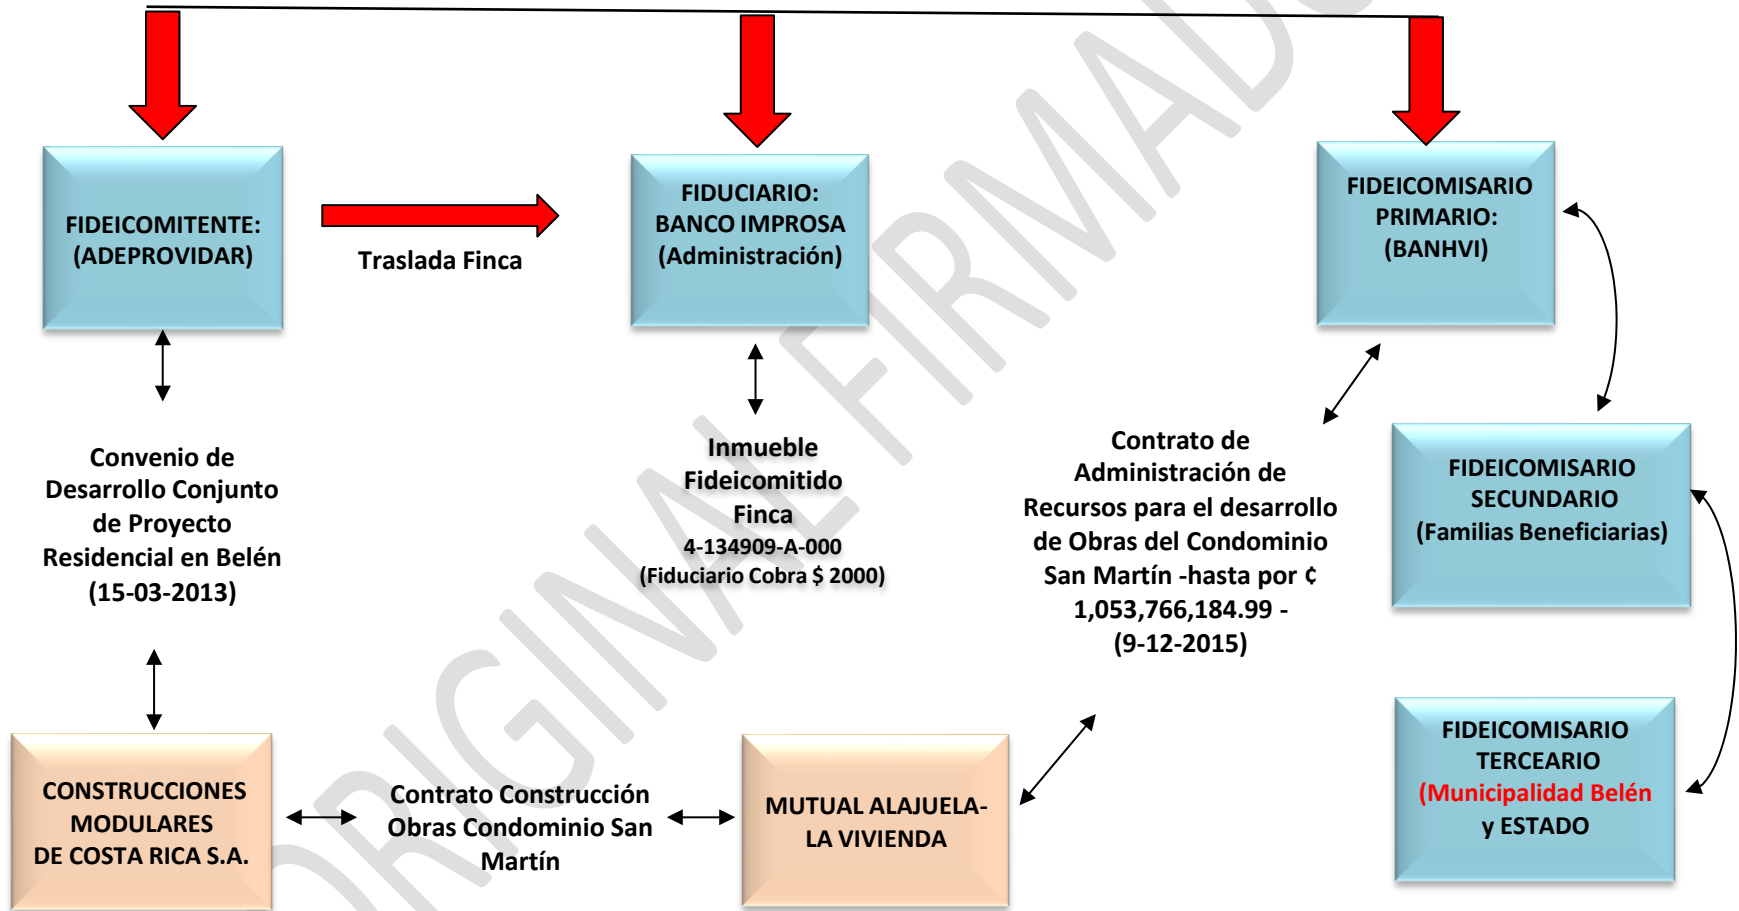 FIDEICOMITENTE:
(ADEPROVIDAR)
Traslada Finca
FIDUCIARIO:
BANCO IMPROSA
(Administración)
FIDEICOMISARIO
PRIMARIO:
(BANHVI)
Convenio de
Desarrollo Conjunto
de Proyecto
Residencial en Belén
(15-03-2013)
Inmueble
Fideicomitido
Finca
4-134909-A-000
(Fiduciario Cobra $ 2000)
Contrato de
Administración de
Recursos para el desarrollo
de Obras del Condominio
San Martín -hasta por ¢
1,053,766,184.99 -
(9-12-2015)
FIDEICOMISARIO
SECUNDARIO
(Familias Beneficiarias)
CONSTRUCCIONES
MODULARES
DE COSTA RICA S.A.
Contrato Construcción
Obras Condominio San
Martín
MUTUAL ALAJUELA-
LA VIVIENDA
FIDEICOMISARIO
TERCEARIO
(Municipalidad Belén
y ESTADO
ORIGINAL FIRMADO